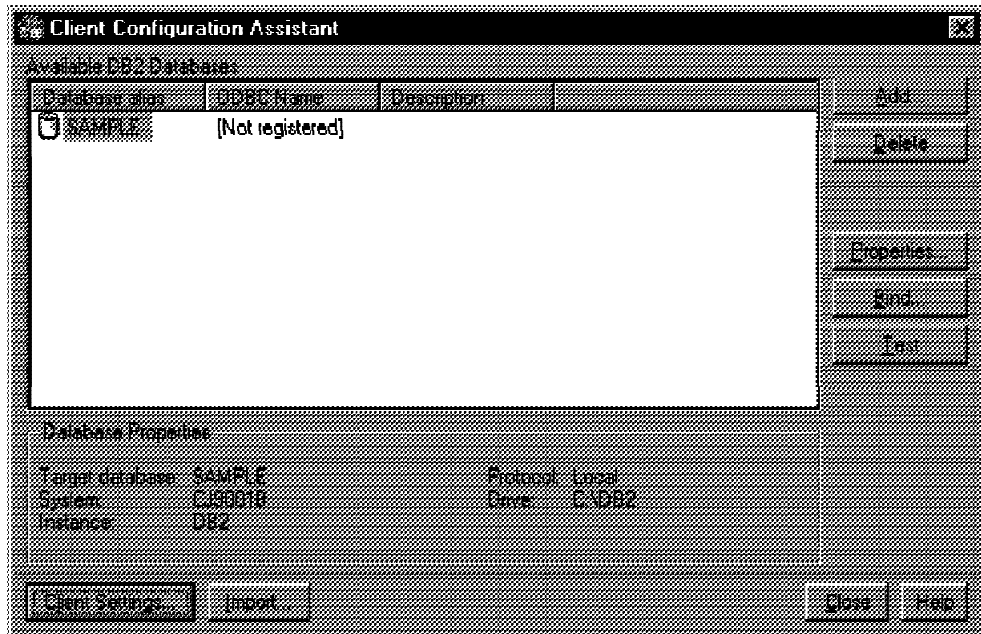 Client Configuration Assistant
Available DB2 Databases
Database alias ODBC Name Description
SAMPLE [Not registered]
Add...
Delete
Properties...
Bind...
Test
Database Properties
Target database: SAMPLE Protocol: Local
System: Drive: C:\DB2
Instance: DB2
Client Settings... Import... Close Help